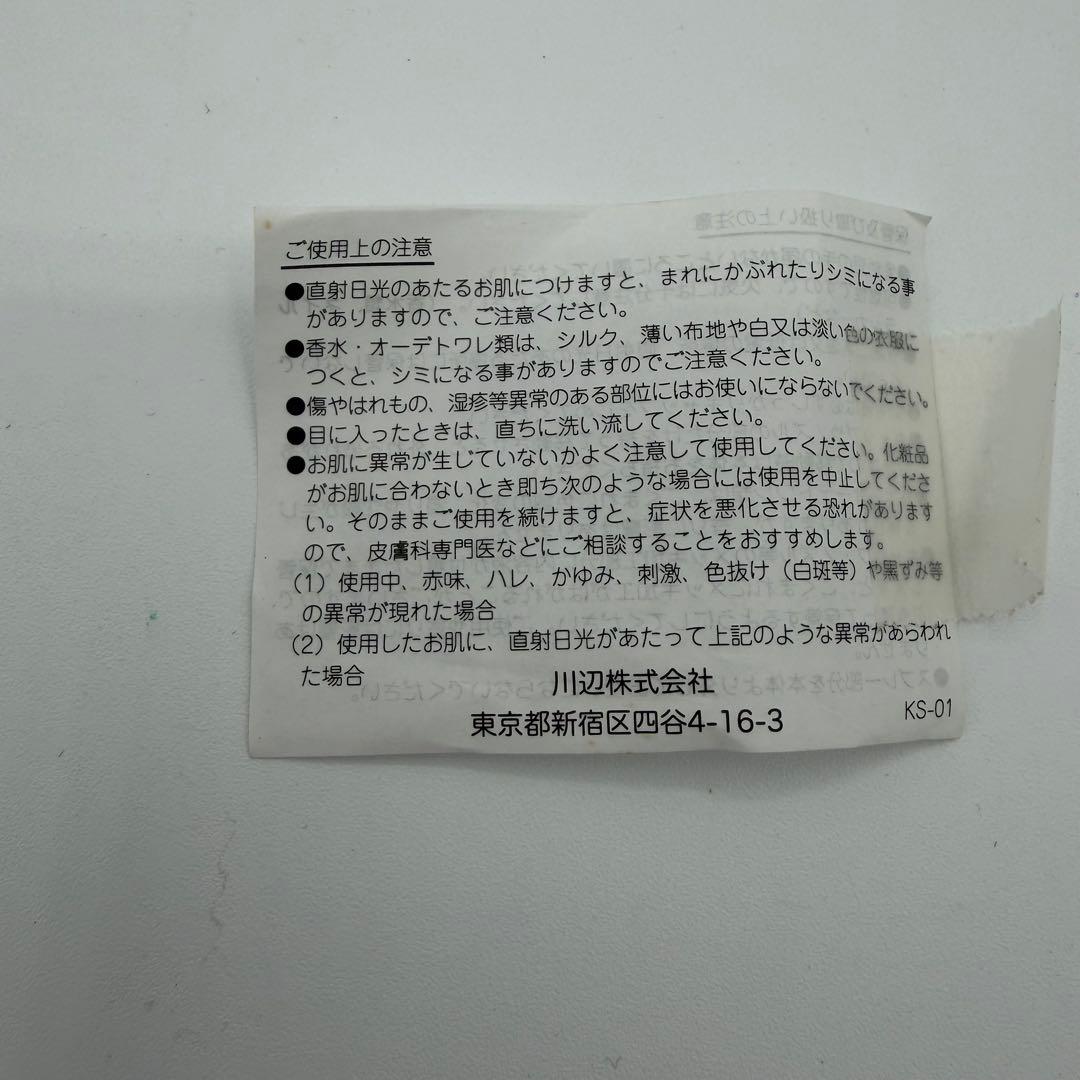 ご使用上の注意
●直射日光のあたるお肌につけますと、まれにかぶれたりシミになる事
がありますので、ご注意ください。
●香水・オーデトワレ類は、シルク、薄い布地や白又は淡い色の衣服に
つくと、シミになる事がありますのでご注意ください。
●傷やはれもの、湿疹等異常のある部位にはお使いにならないでください。
●目に入ったときは、直ちに洗い流してください。
●お肌に異常が生じていないかよく注意して使用してください。化粧品
がお肌に合わないとき即ち次のような場合には使用を中止してくださ
い。そのままご使用を続けますと、症状を悪化させる恐れがあります
ので、皮膚科専門医などにご相談することをおすすめします。
(1) 使用中、赤味、ハレ、かゆみ、刺激、色抜け（白斑等）や黒ずみ等
の異常が現れた場合
(2) 使用したお肌に、直射日光があたって上記のような異常があらわれ
た場合
川辺株式会社
東京都新宿区四谷4-16-3
KS-01